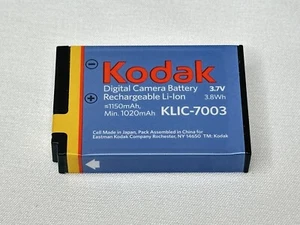 Kodak
Digital Camera Battery 3.7V
Rechargeable Li-Ion 3.8Wh
≈1150mAh,
Min. 1020mAh KLIC-7003
Cell Made in Japan, Pack Assembled in China for
Eastman Kodak Company Rochester, NY 14650 TM: Kodak